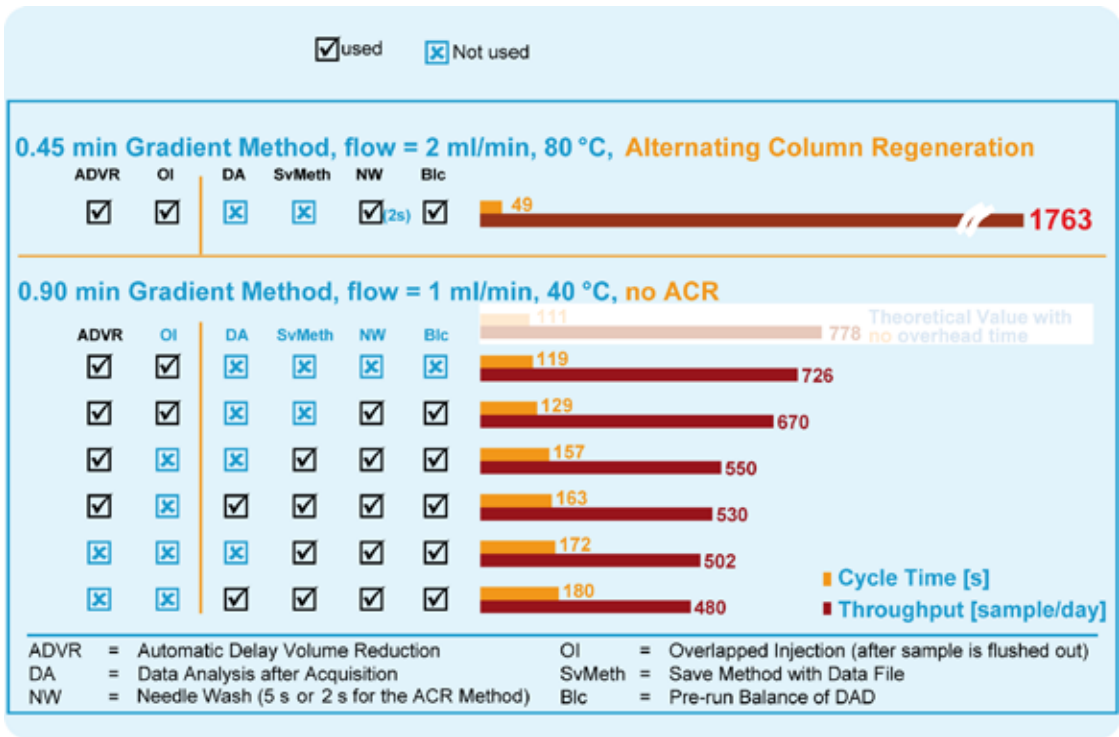 used Not used
0.45 min Gradient Method, flow = 2 ml/min, 80 °C, Alternating Column Regeneration
ADVR OI DA SvMeth NW Blc
(2s) 49
1763
0.90 min Gradient Method, flow = 1 ml/min, 40 °C, no ACR
111 Theoretical Value with
778 no overhead time
ADVR OI DA SvMeth NW Blc
119
726
129
670
157
550
163
530
172
502
180
480
Cycle Time [s]
Throughput [sample/day]
ADVR = Automatic Delay Volume Reduction OI = Overlapped Injection (after sample is flushed out)
DA = Data Analysis after Acquisition SvMeth = Save Method with Data File
NW = Needle Wash (5 s or 2 s for the ACR Method) Blc = Pre-run Balance of DAD